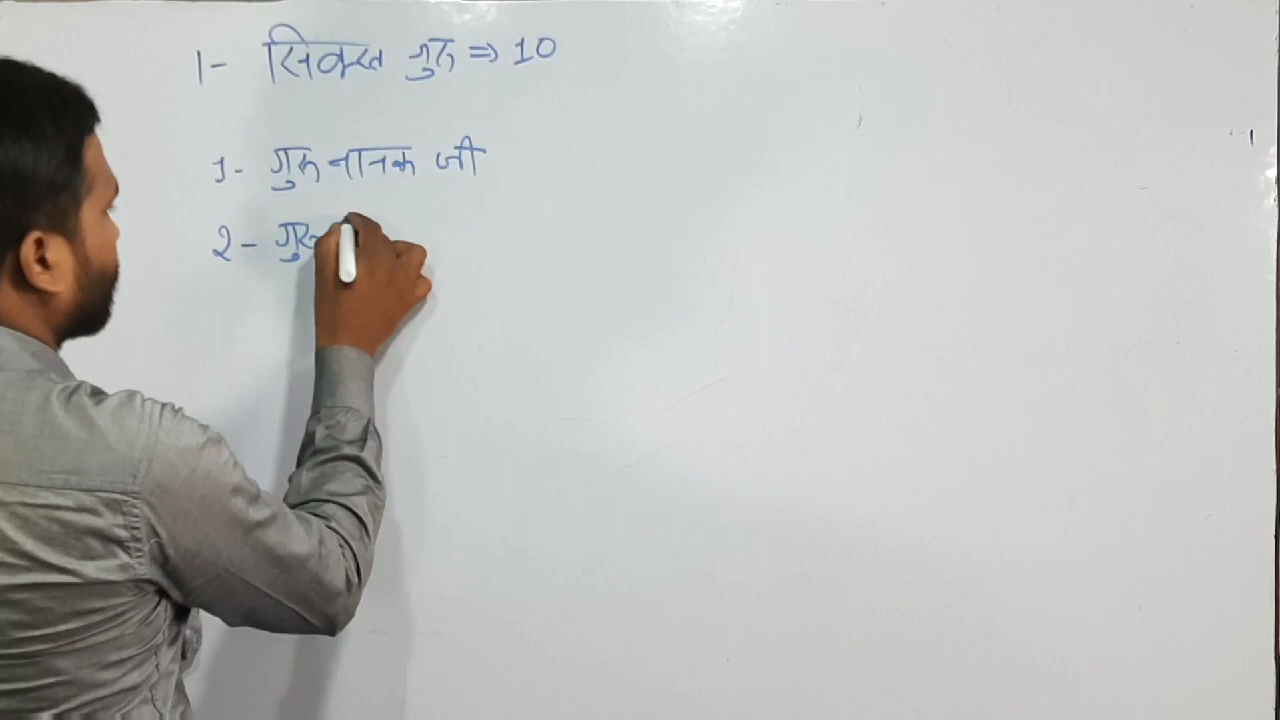 1- सिक्ख गुरु ⇒ 10
1- गुरु नानक जी
2- गुरु